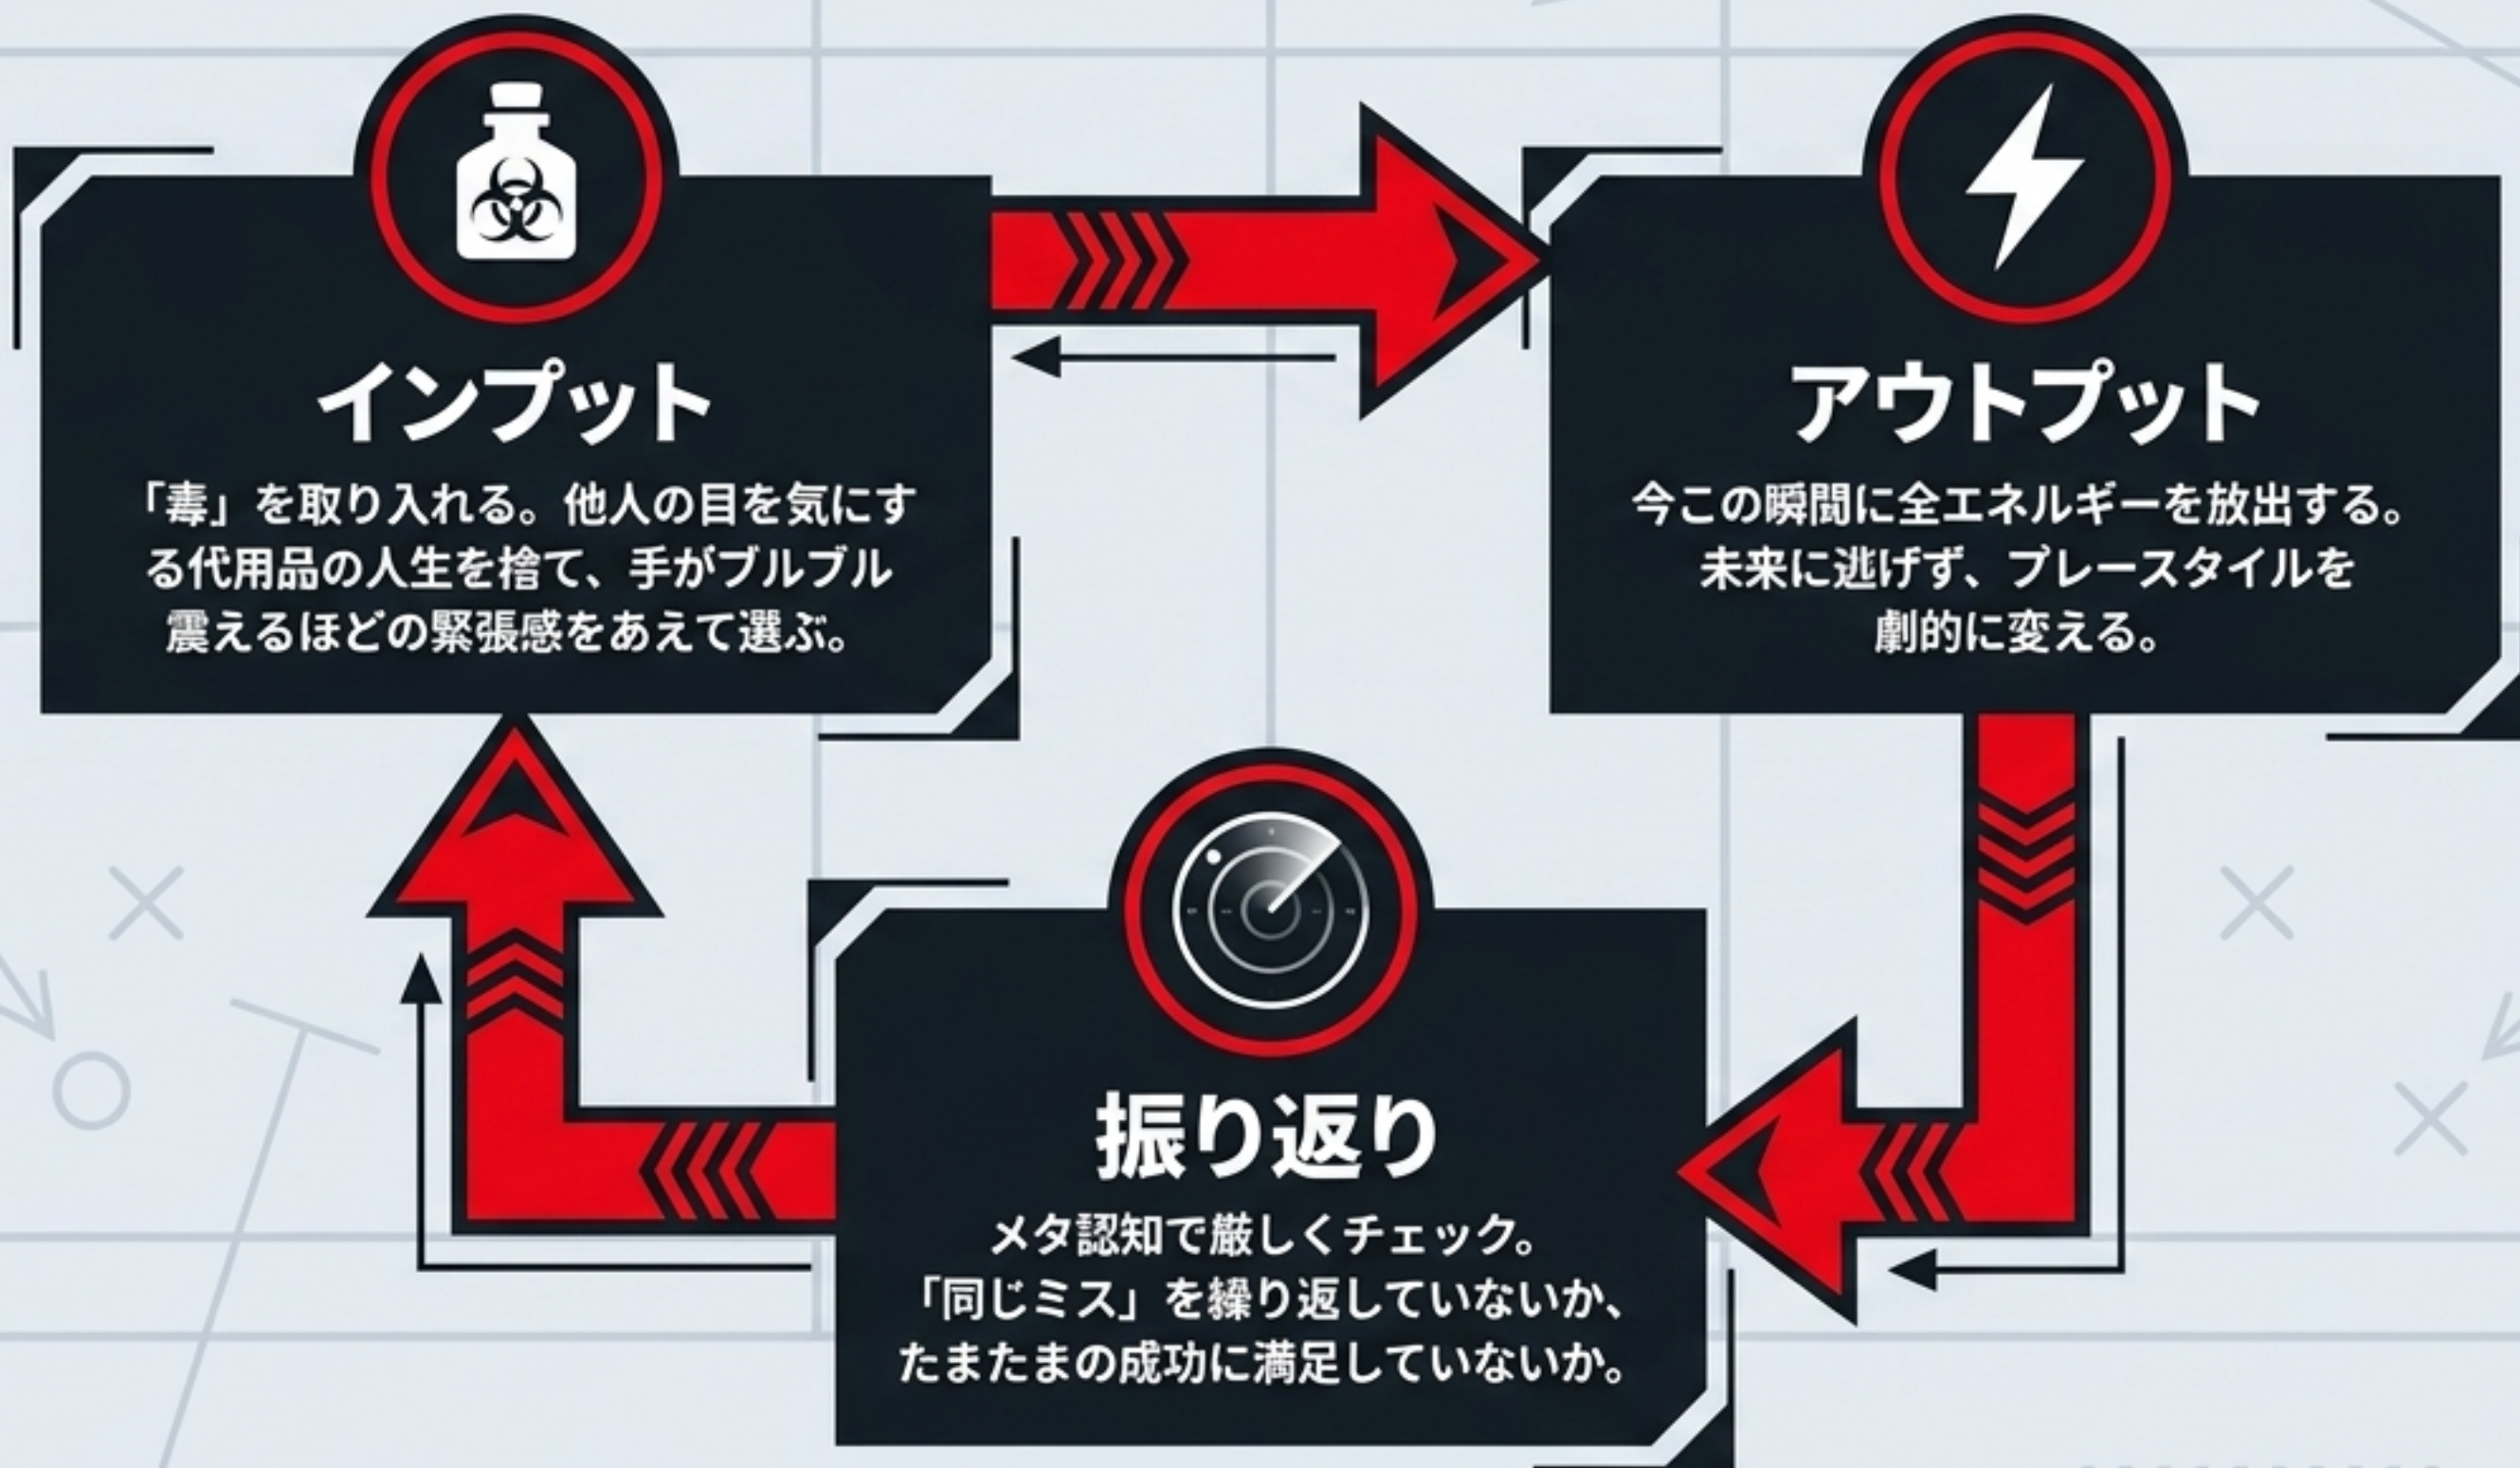 インプット
「毒」を取り入れる。他人の目を気にす
る代用品の人生を捨て、手がブルブル
震えるほどの緊張感をあえて選ぶ。
アウトプット
今この瞬間に全エネルギーを放出する。
未来に逃げず、プレースタイルを
劇的に変える。
振り返り
メタ認知で厳しくチェック。
「同じミス」を繰り返していないか、
たまたまの成功に満足していないか。